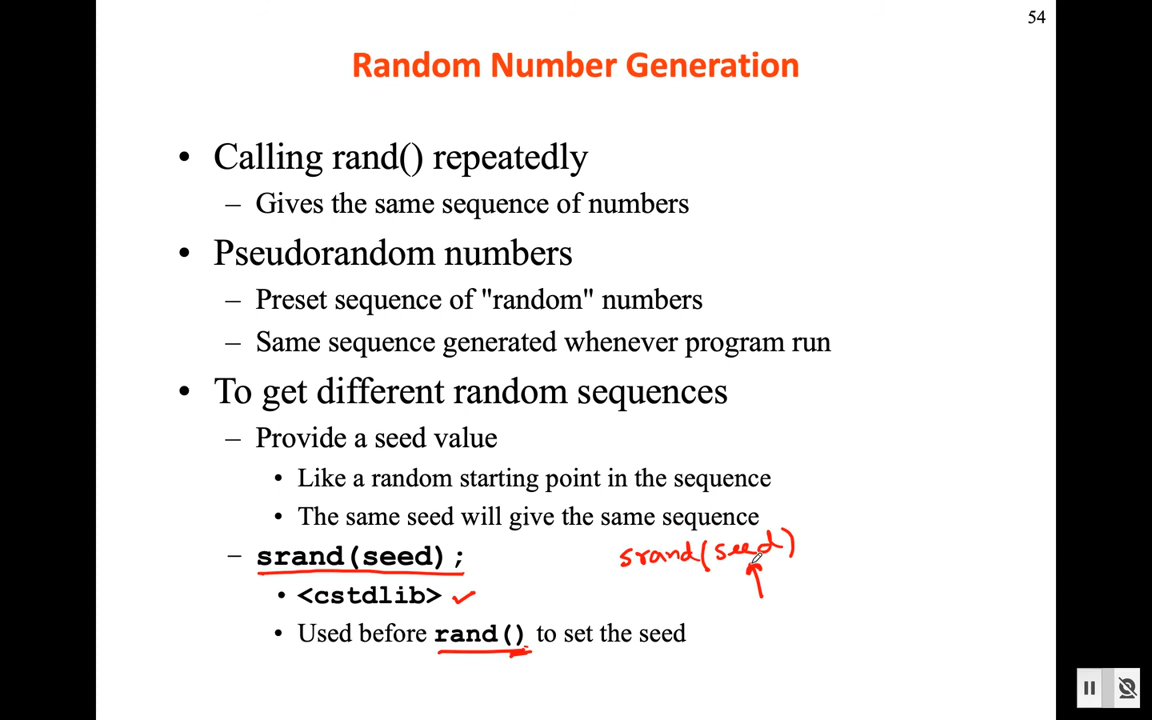 54
Random Number Generation
• Calling rand() repeatedly
– Gives the same sequence of numbers
• Pseudorandom numbers
– Preset sequence of "random" numbers
– Same sequence generated whenever program run
• To get different random sequences
– Provide a seed value
• Like a random starting point in the sequence
• The same seed will give the same sequence
– srand(seed); srand(seed)
• <cstdlib>
• Used before rand() to set the seed